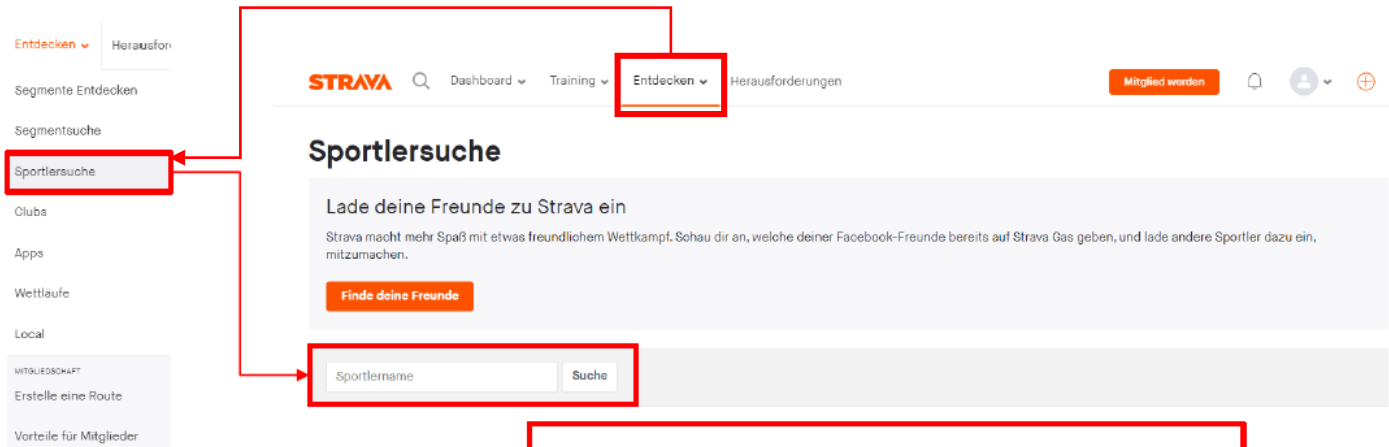 Entdecken Herausfor
Segmente Entdecken
Segmentsuche
Sportlersuche
Clubs
Apps
Wettläufe
Local
MITGLIEDSCHAFT
Erstelle eine Route
Vorteile für Mitglieder
STRAVA Dashboard Training Entdecken Herausforderungen Mitglied werden
Sportlersuche
Lade deine Freunde zu Strava ein
Strava macht mehr Spaß mit etwas freundlichem Wettkampf. Schau dir an, welche deiner Facebook-Freunde bereits auf Strava Gas geben, und lade andere Sportler dazu ein,
mitzumachen.
Finde deine Freunde
Sportlername Suche